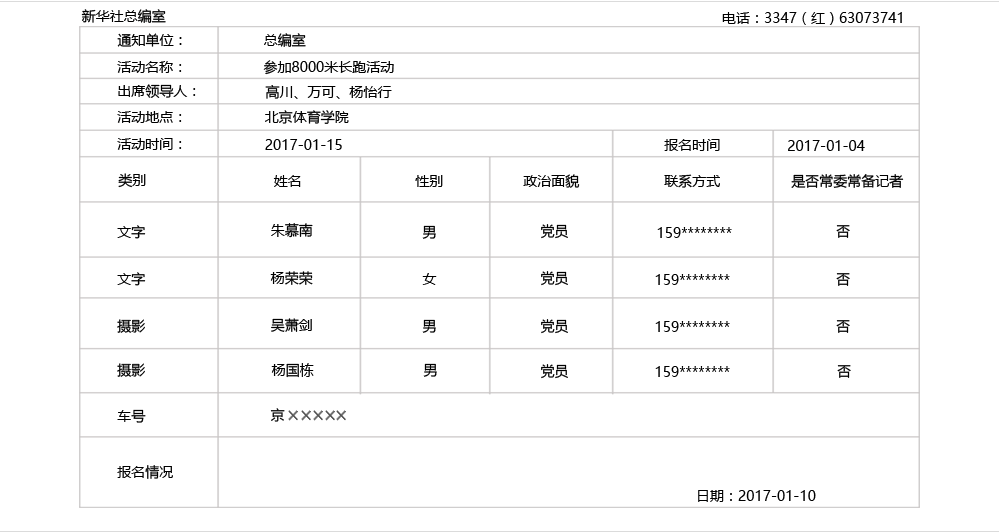 新华社总编室 电话：3347（红）63073741
通知单位： 总编室
活动名称： 参加8000米长跑活动
出席领导人： 高川、万可、杨怡行
活动地点： 北京体育学院
活动时间： 2017-01-15 报名时间 2017-01-04
类别 姓名 性别 政治面貌 联系方式 是否常委常备记者
文字 朱慕南 男 党员 159******** 否
文字 杨荣荣 女 党员 159******** 否
摄影 吴萧剑 男 党员 159******** 否
摄影 杨国栋 男 党员 159******** 否
车号 京×××××
报名情况
日期：2017-01-10